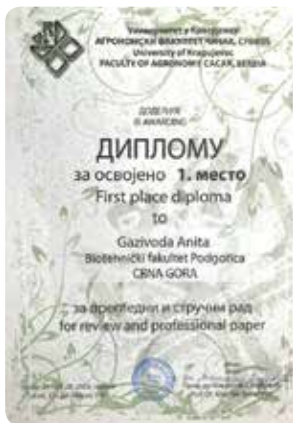 Универзитет у Крагујевцу
АГРОНОМСКИ ФАКУЛТЕТ ЧАЧАК, СРБИЈА
University of Kragujevac
FACULTY OF AGRONOMY CACAK, SERBIA
ДОДЕЉУЈЕ
IS AWARDING
ДИПЛОМУ
за освојено 1. место
First place diploma
to
Gazivoda Anita
Biotehnički fakultet Podgorica
CRNA GORA
за прегледни и стручни рад
for review and professional paper